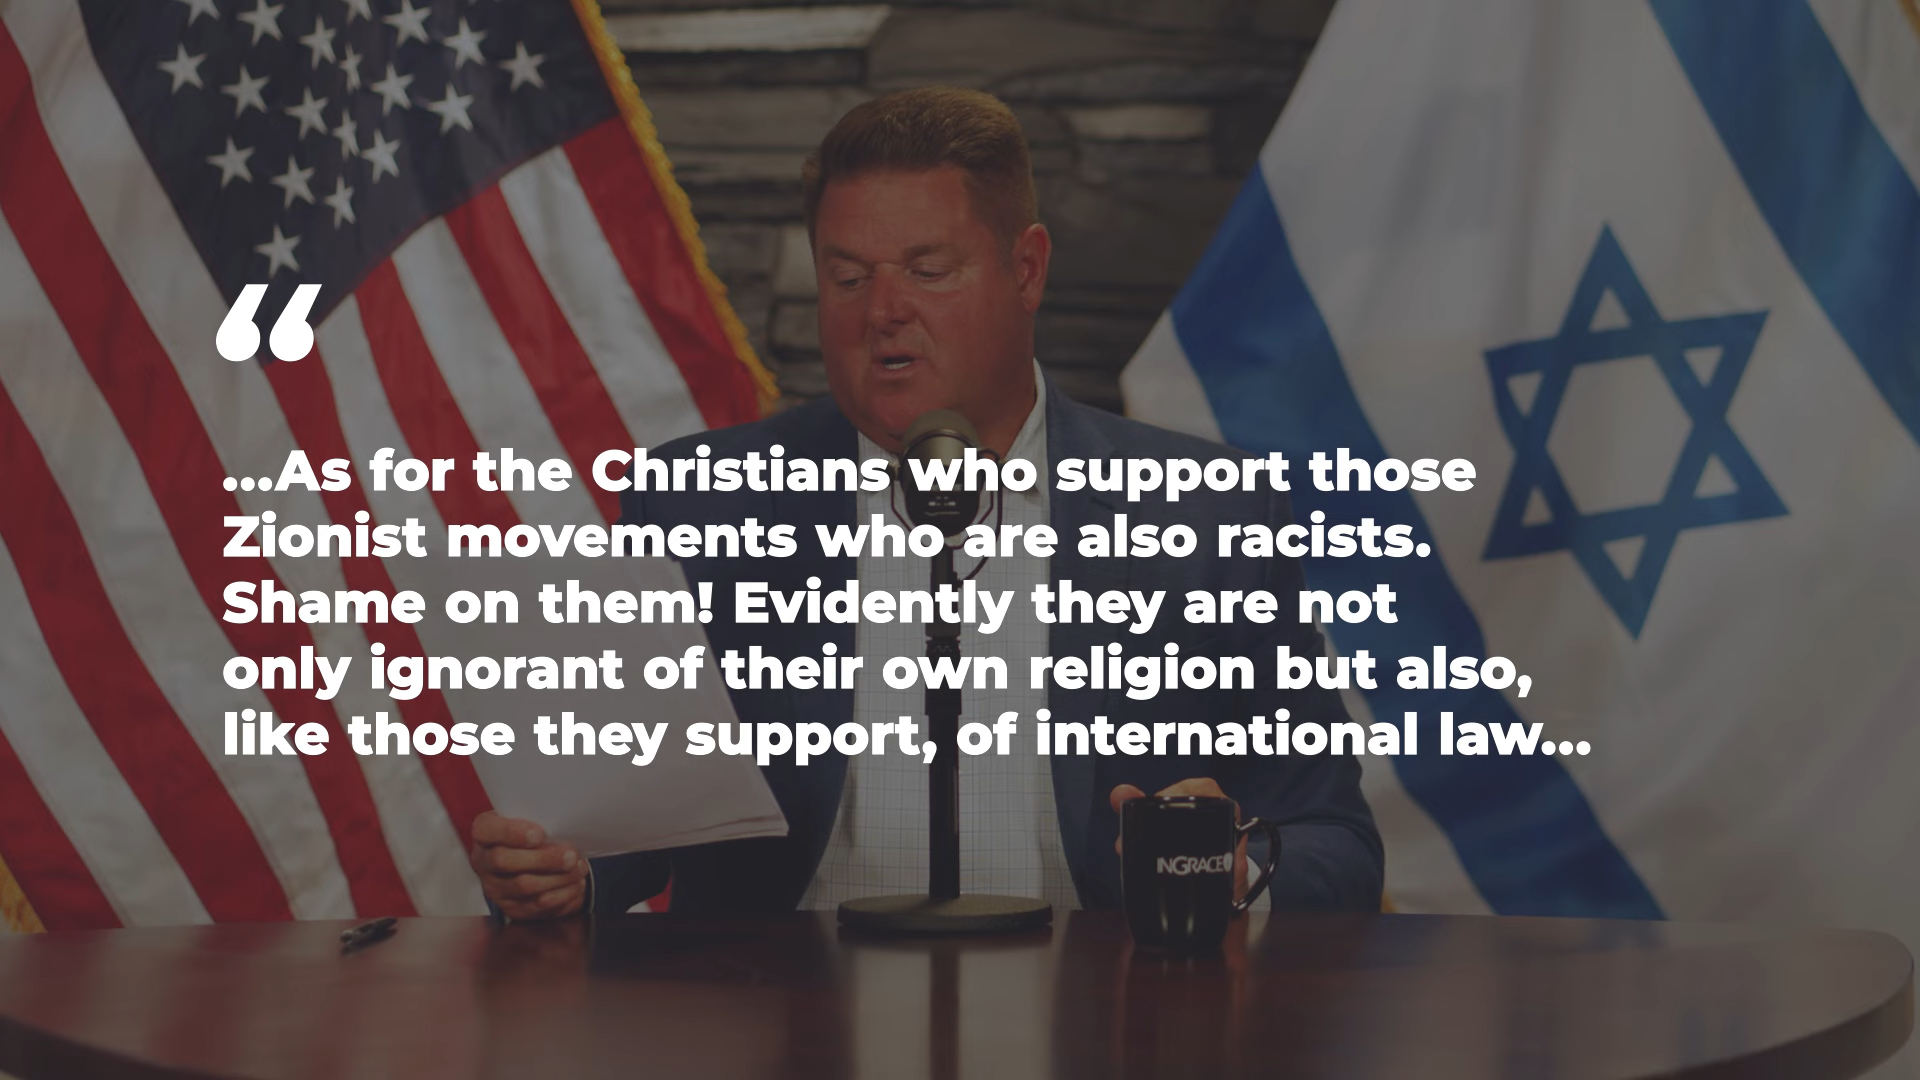 “
...As for the Christians who support those
Zionist movements who are also racists.
Shame on them! Evidently they are not
only ignorant of their own religion but also,
like those they support, of international law...
INGRACE